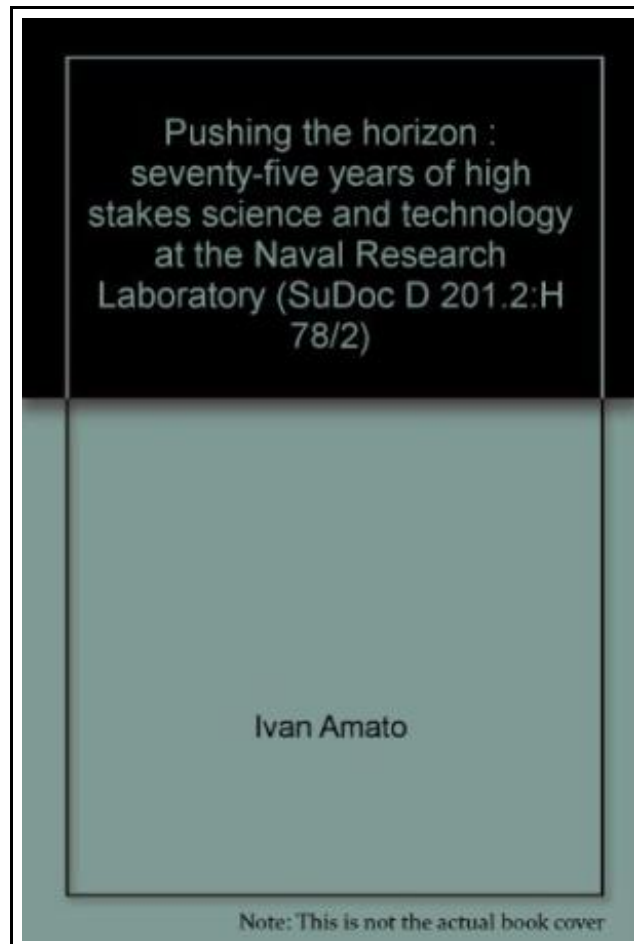 Pushing the horizon :
seventy-five years of high
stakes science and technology
at the Naval Research
Laboratory (SuDoc D 201.2:H
78/2)
Ivan Amato
Note: This is not the actual book cover